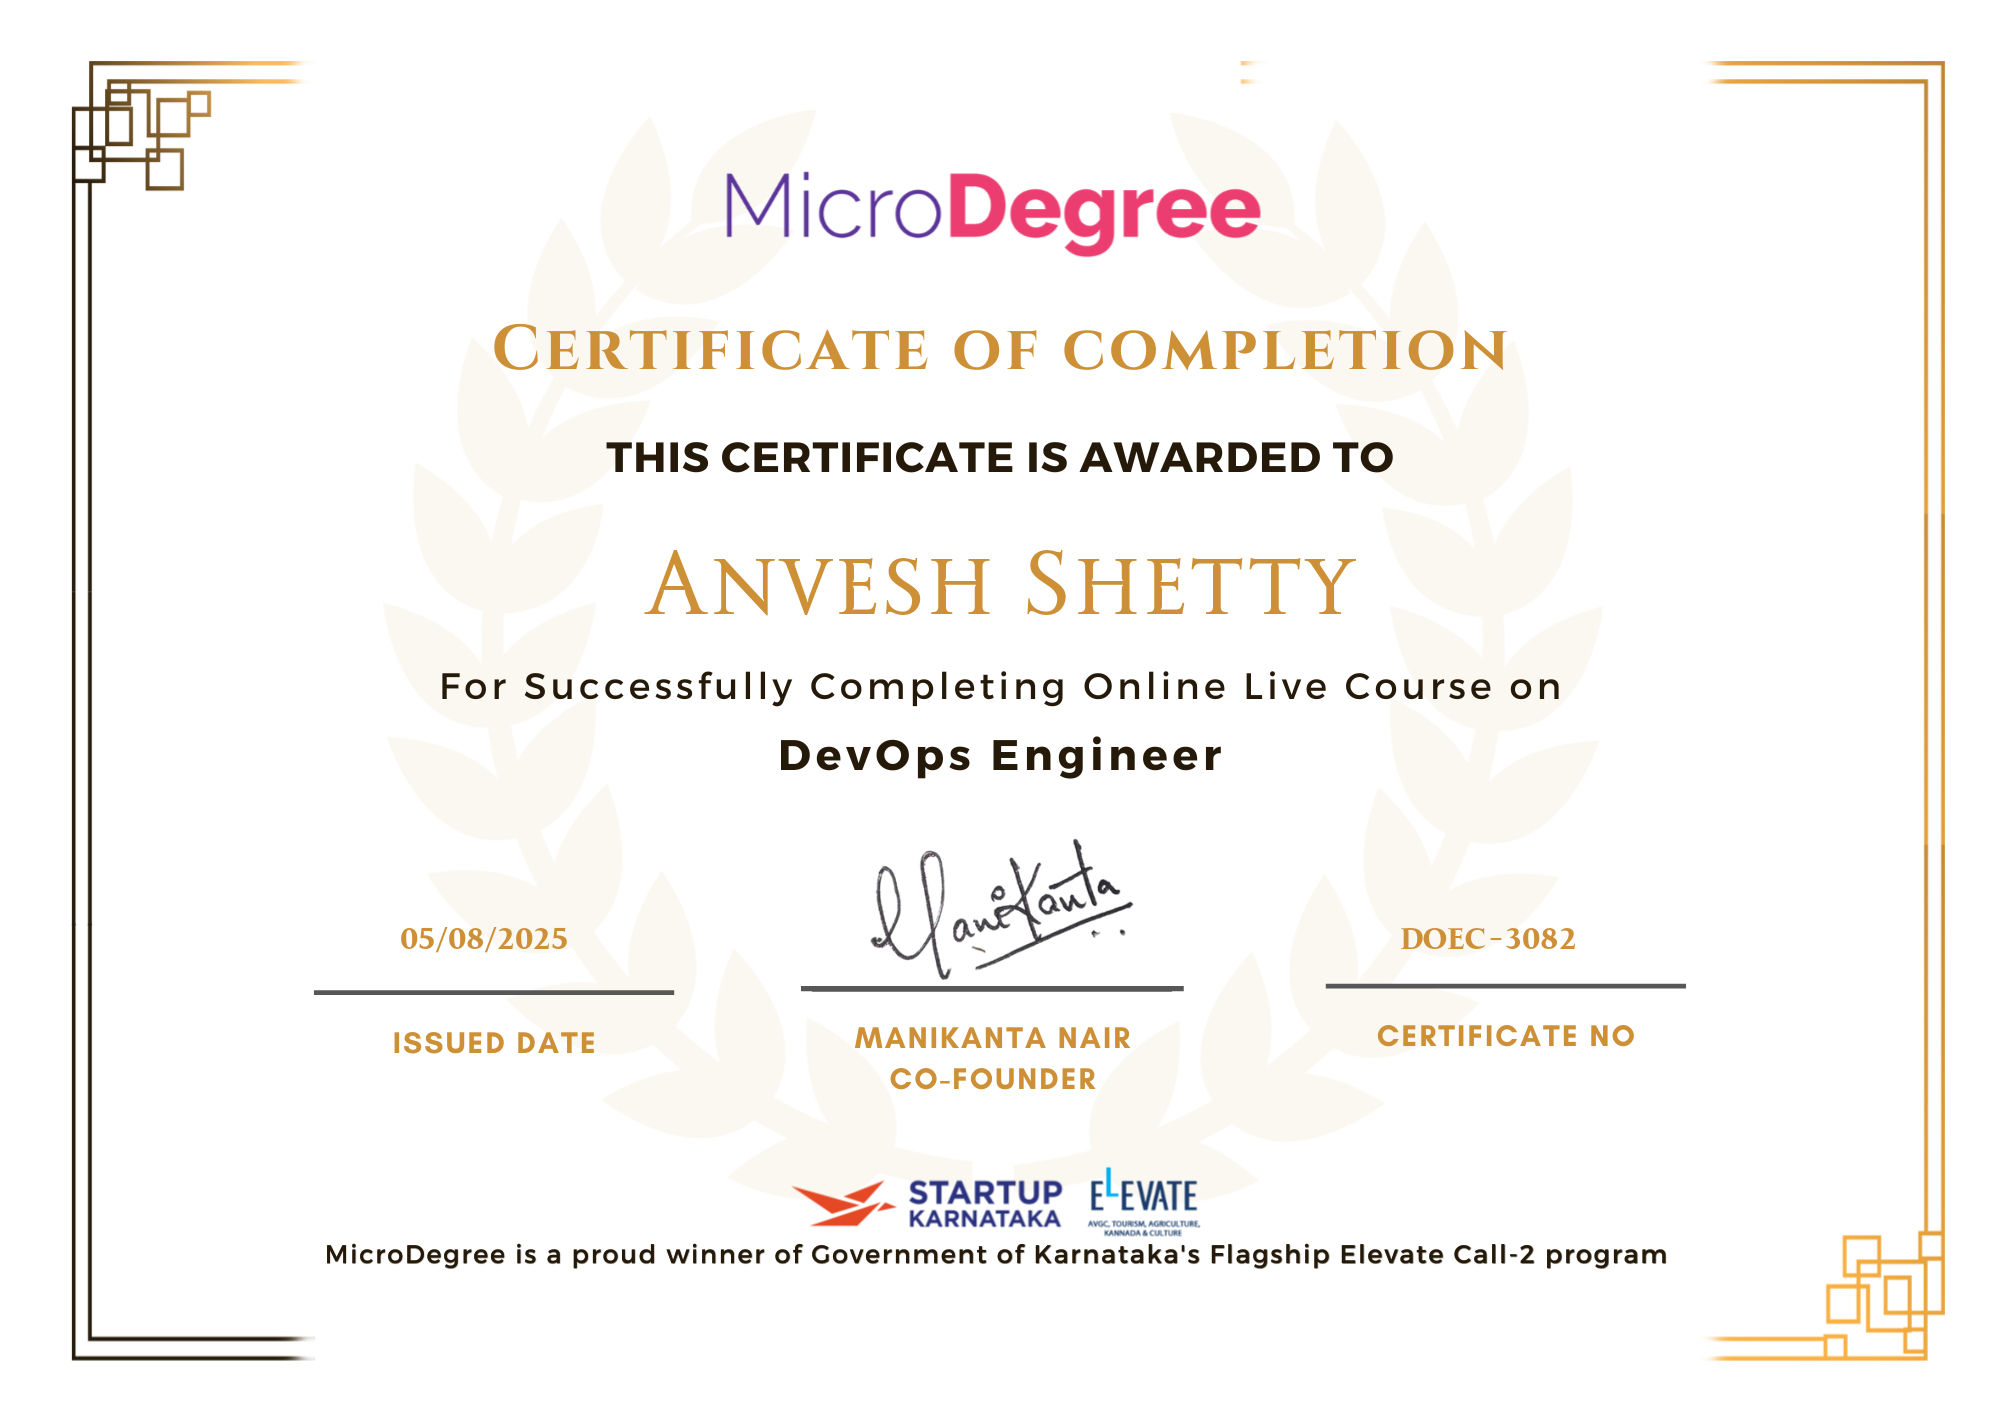 MicroDegree
Certificate of completion
THIS CERTIFICATE IS AWARDED TO
Anvesh Shetty
For Successfully Completing Online Live Course on
DevOps Engineer
Manikanta
05/08/2025
DOEC-3082
ISSUED DATE
MANIKANTA NAIR
CO-FOUNDER
CERTIFICATE NO
STARTUP
KARNATAKA
ELEVATE
AVGC, TOURISM, AGRICULTURE,
KANNADA & CULTURE
MicroDegree is a proud winner of Government of Karnataka's Flagship Elevate Call-2 program